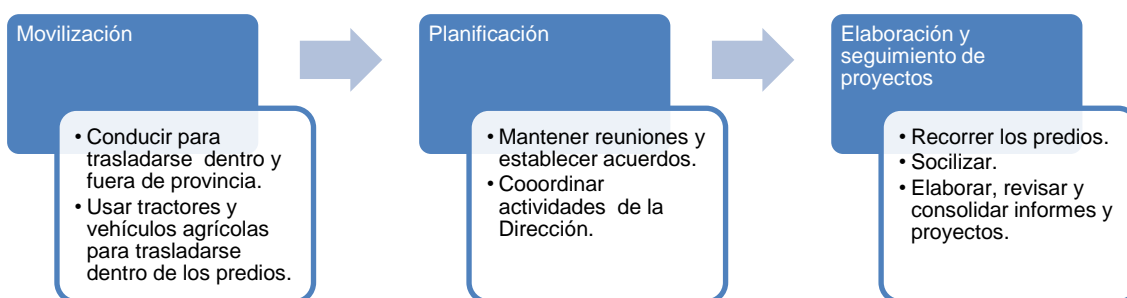 Movilización
• Conducir para
trasladarse dentro y
fuera de provincia.
• Usar tractores y
vehículos agrícolas
para trasladarse
dentro de los predios.
Planificación
• Mantener reuniones y
establecer acuerdos.
• Cooordinar
actividades de la
Dirección.
Elaboración y
seguimiento de
proyectos
• Recorrer los predios.
• Socilizar.
• Elaborar, revisar y
consolidar informes y
proyectos.